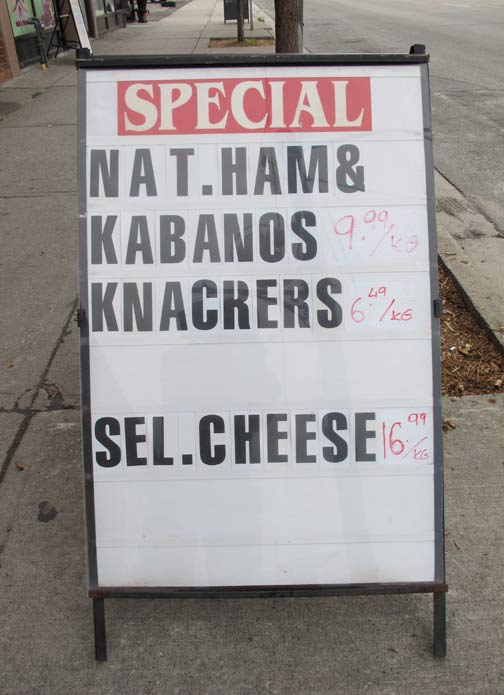 SPECIAL
NAT.HAM&
KABANOS 9.99/KG
KNACRERS 6.49/KG
SEL.CHEESE 16.99/KG